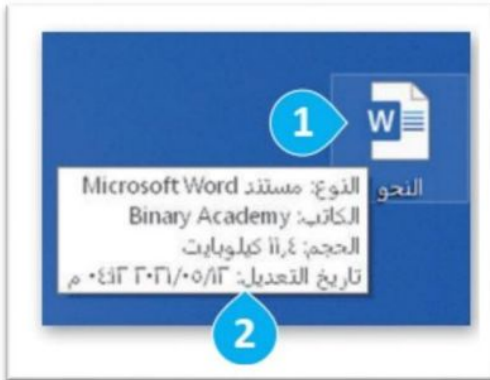 1
W
النحو
النوع: مستند Microsoft Word
الكاتب: Binary Academy
الحجم: ١١,٤ كيلوبايت
تاريخ التعديل: ٢٠٢١/٠٥/١٣ ٠٤:١٣ م
2